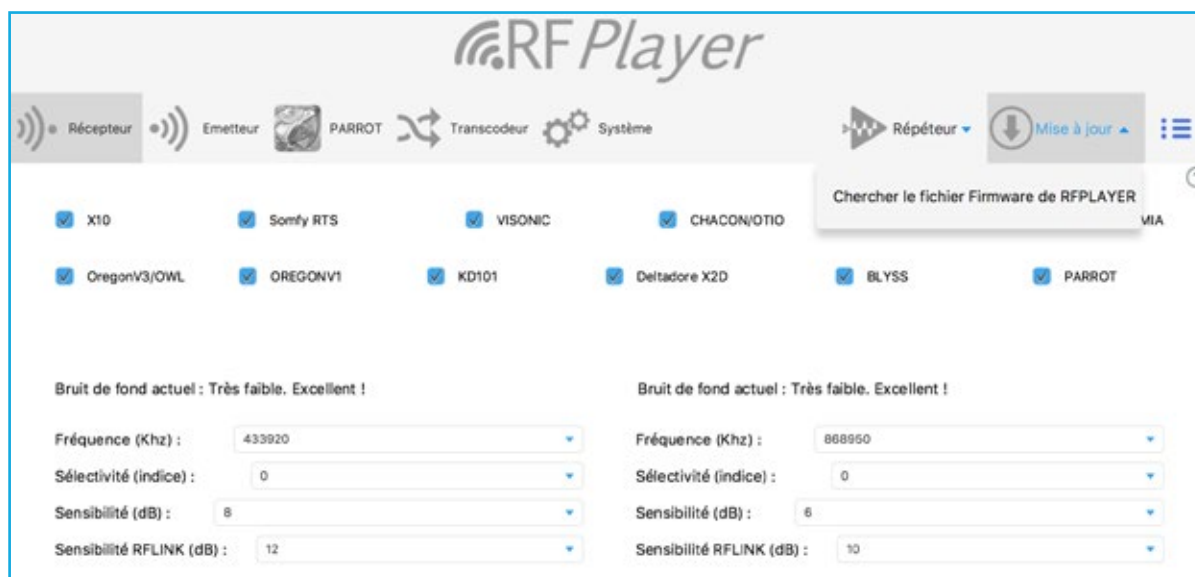 RFPlayer
Récepteur Emetteur PARROT Transcodeur Système Répéteur Mise à jour
Chercher le fichier Firmware de RFPLAYER
X10 Somfy RTS VISONIC CHACON/OTIO MIA
OregonV3/OWL OREGONV1 KD101 Deltadore X2D BLYSS PARROT
Bruit de fond actuel : Très faible. Excellent ! Bruit de fond actuel : Très faible. Excellent !
Fréquence (Khz) : 433920 Fréquence (Khz) : 868950
Sélectivité (indice) : 0 Sélectivité (indice) : 0
Sensibilité (dB) : 8 Sensibilité (dB) : 6
Sensibilité RFLINK (dB) : 12 Sensibilité RFLINK (dB) : 10